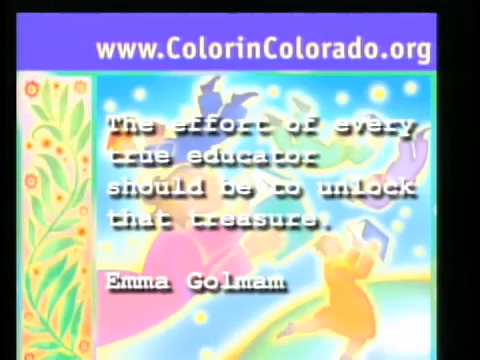 www.ColorinColorado.org
The effort of every
true educator
should be to unlock
that treasure.
Emma Golmam